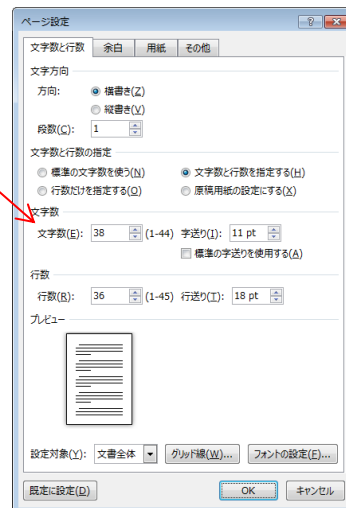 ページ設定
文字数と行数 余白 用紙 その他
文字方向
方向: 横書き(Z)
縦書き(V)
段数(C): 1
文字数と行数の指定
標準の文字数を使う(N) 文字数と行数を指定する(H)
行数だけを指定する(O) 原稿用紙の設定にする(X)
文字数
文字数(E): 38 (1-44) 字送り(I): 11 pt
標準の字送りを使用する(A)
行数
行数(R): 36 (1-45) 行送り(T): 18 pt
プレビュー
設定対象(Y): 文書全体 グリッド線(W)... フォントの設定(F)...
既定に設定(D) OK キャンセル